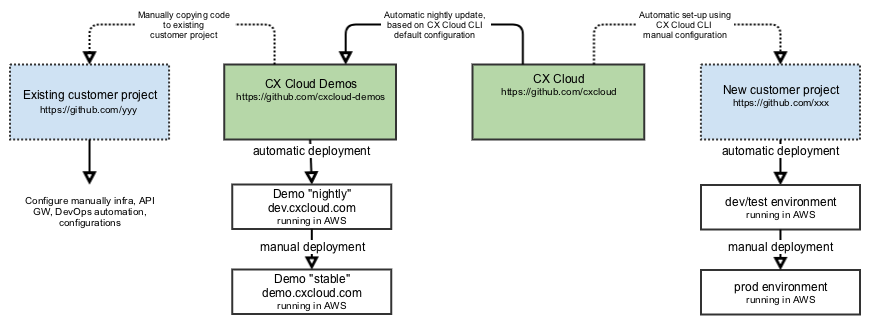 Manually copying code
to existing
customer project
Automatic nightly update,
based on CX Cloud CLI
default configuration
Automatic set-up using
CX Cloud CLI
manual configuration
Existing customer project
https://github.com/yyy
CX Cloud Demos
https://github.com/cxcloud-demos
CX Cloud
https://github.com/cxcloud
New customer project
https://github.com/xxx
automatic deployment
automatic deployment
Configure manually infra, API
GW, DevOps automation,
configurations
Demo "nightly"
dev.cxcloud.com
running in AWS
dev/test environment
running in AWS
manual deployment
manual deployment
Demo "stable"
demo.cxcloud.com
running in AWS
prod environment
running in AWS